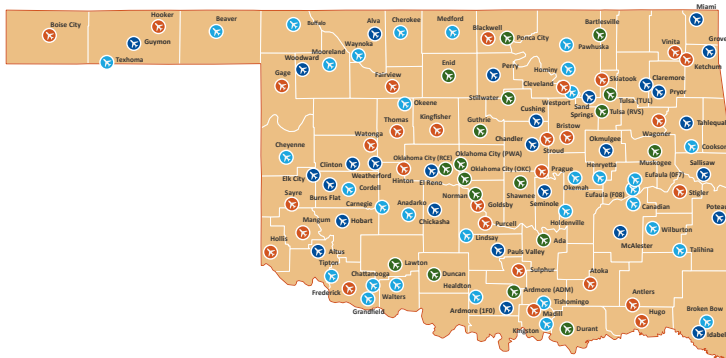 Boise City
Hooker
Guymon
Texhoma
Beaver
Buffalo
Alva
Cherokee
Medford
Blackwell
Ponca City
Bartlesville
Miami
Grove
Vinita
Ketchum
Pawhuska
Waynoka
Mooreland
Woodward
Gage
Fairview
Enid
Perry
Hominy
Cleveland
Skiatook
Claremore
Pryor
Okeene
Stillwater
Westport
Sand
Springs
Tulsa (TUL)
Tulsa (RVS)
Cushing
Thomas
Kingfisher
Guthrie
Chandler
Bristow
Stroud
Okmulgee
Wagoner
Tahlequah
Cookson
Watonga
Cheyenne
Clinton
Weatherford
Oklahoma City (RCE)
Oklahoma City (PWA)
Oklahoma City (OKC)
Hinton
El Reno
Prague
Henryetta
Muskogee
Sallisaw
Elk City
Burns Flat
Cordell
Sayre
Carnegie
Anadarko
Norman
Goldsby
Shawnee
Seminole
Okemah
Eufaula (0F7)
Eufaula (F08)
Stigler
Poteau
Canadian
Mangum
Hobart
Chickasha
Purcell
Holdenville
Hollis
Altus
Lindsay
Pauls Valley
Ada
McAlester
Wilburton
Talihina
Tipton
Lawton
Chattanooga
Duncan
Sulphur
Atoka
Frederick
Walters
Grandfield
Healdton
Ardmore (ADM)
Ardmore (1F0)
Tishomingo
Madill
Kingston
Durant
Antlers
Hugo
Broken Bow
Idabel